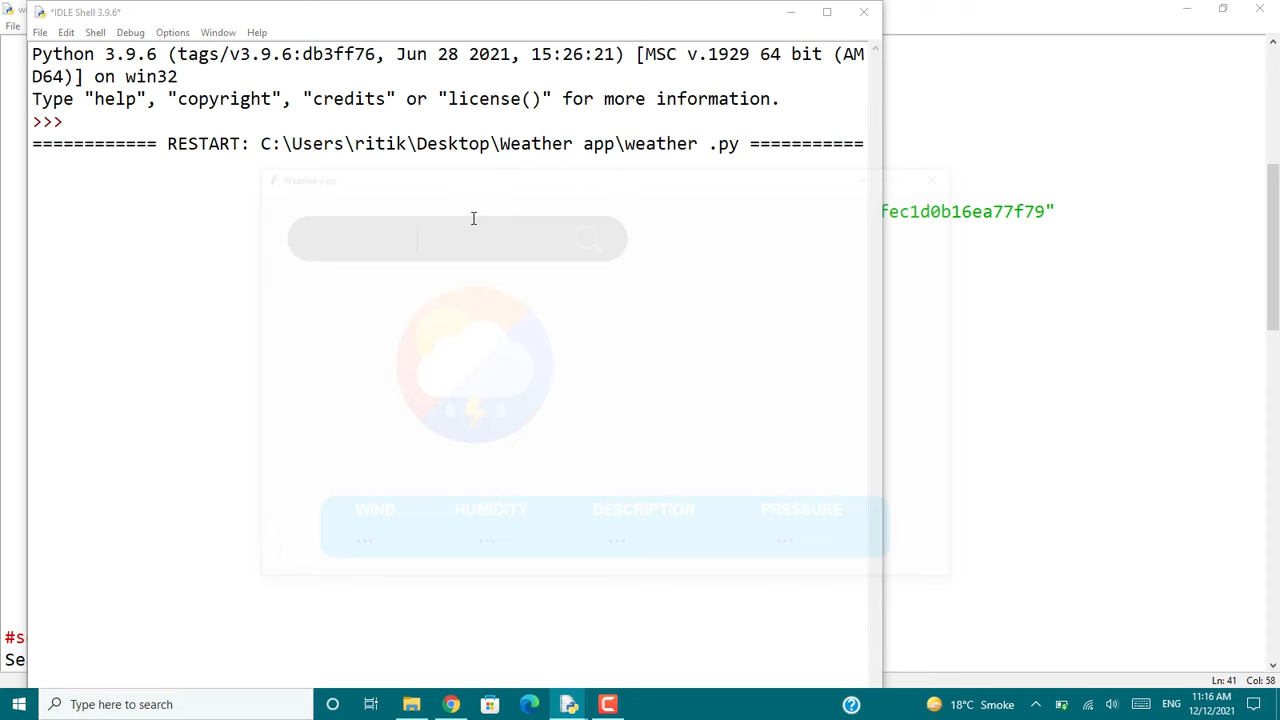 *IDLE Shell 3.9.6*
File Edit Shell Debug Options Window Help
Python 3.9.6 (tags/v3.9.6:db3ff76, Jun 28 2021, 15:26:21) [MSC v.1929 64 bit (AM
D64)] on win32
Type "help", "copyright", "credits" or "license()" for more information.
>>>
============ RESTART: C:\Users\ritik\Desktop\Weather app\weather .py ===========
File
Weather App
fec1d0b16ea77f79"
WIND HUMIDITY DESCRIPTION PRESSURE
... ... ... ...
#s
Se
Ln: 41 Col: 58
Type here to search
18°C Smoke
ENG
11:16 AM
12/12/2021